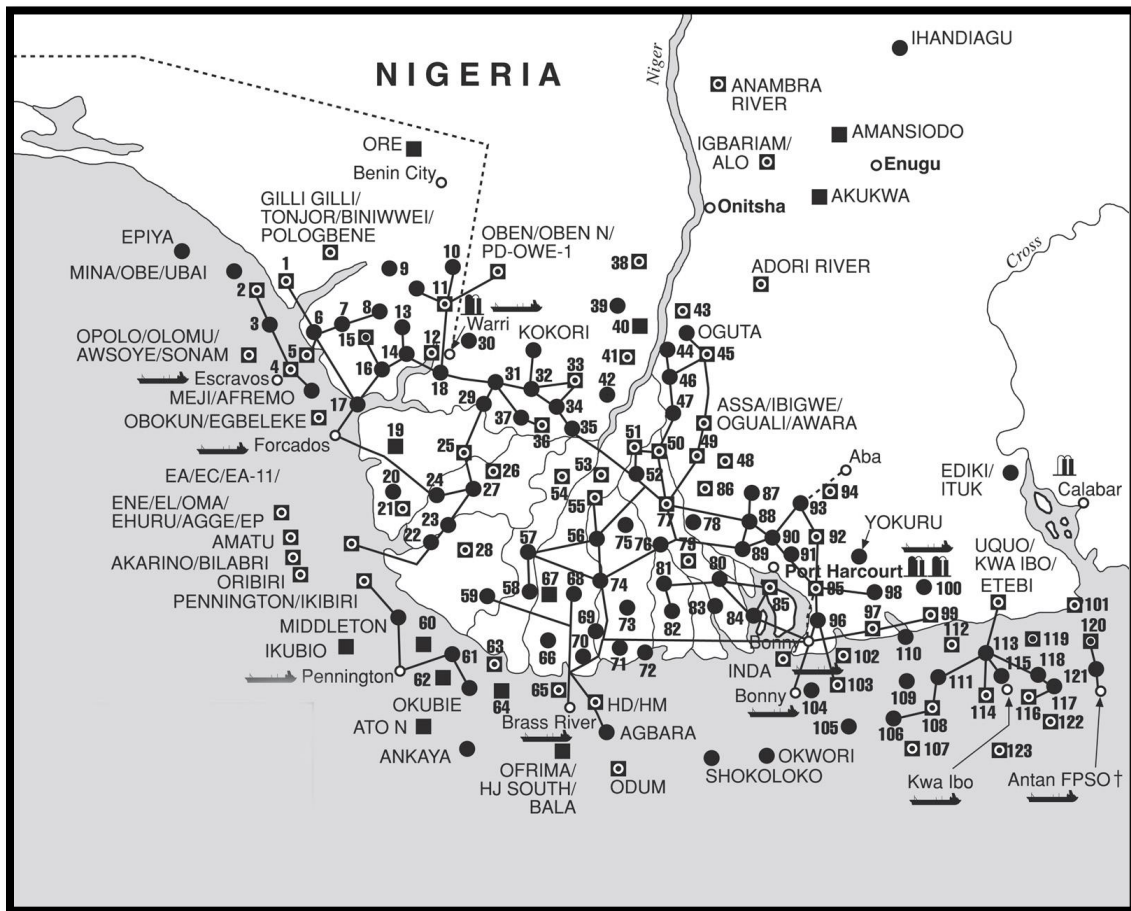 IHANDIAGU
Niger
NIGERIA
ANAMBRA
RIVER
AMANSIODO
ORE
IGBARIAM/
ALO
Enugu
Benin City
AKUKWA
GILLI GILLI/
TONJOR/BINIWWEI/
POLOGBENE
Onitsha
Cross
EPIYA
OBEN/OBEN N/
PD-OWE-1
MINA/OBE/UBAI
ADORI RIVER
1
2
3
4
5
6
7
8
9
10
11
12
13
14
15
16
17
18
38
39
40
41
42
43
Warri
30
KOKORI
OGUTA
OPOLO/OLOMU/
AWSOYE/SONAM
Escravos
MEJI/AFREMO
OBOKUN/EGBELEKE
Forcados
29
31
32
33
34
35
36
37
44
45
46
47
ASSA/IBIGWE/
OGUALI/AWARA
19
20
21
22
23
24
25
26
27
28
48
49
50
51
52
53
54
55
56
57
58
59
Aba
EDIKI/
ITUK
Calabar
EA/EC/EA-11/
ENE/EL/OMA/
EHURU/AGGE/EP
AMATU
AKARINO/BILABRI
ORIBIRI
PENNINGTON/IKIBIRI
MIDDLETON
IKUBIO
Pennington
60
61
62
63
64
65
66
67
68
69
70
71
72
73
74
75
76
77
78
79
80
81
82
83
84
85
86
87
88
89
90
91
92
93
94
95
96
97
98
99
100
YOKURU
Port Harcourt
UQUO/
KWA IBO/
ETEBI
Bonny
INDA
Bonny
101
102
103
104
105
106
107
108
109
110
111
112
113
114
115
116
117
118
119
120
121
122
123
OKUBIE
ATO N
ANKAYA
Brass River
HD/HM
AGBARA
OFRIMA/
HJ SOUTH/
BALA
ODUM
SHOKOLOKO
OKWORI
Kwa Ibo
Antan FPSO†